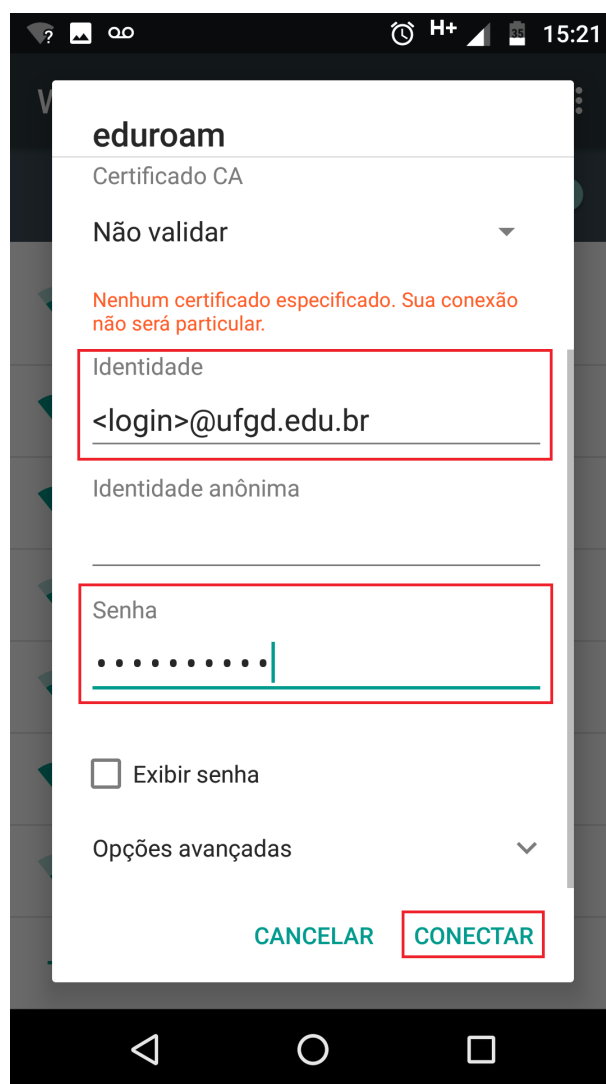 H+
35
15:21
W
eduroam
Certificado CA
Não validar
Nenhum certificado especificado. Sua conexão
não será particular.
Identidade
<login>@ufgd.edu.br
Identidade anônima
Senha
••••••••••
Exibir senha
Opções avançadas
CANCELAR CONECTAR